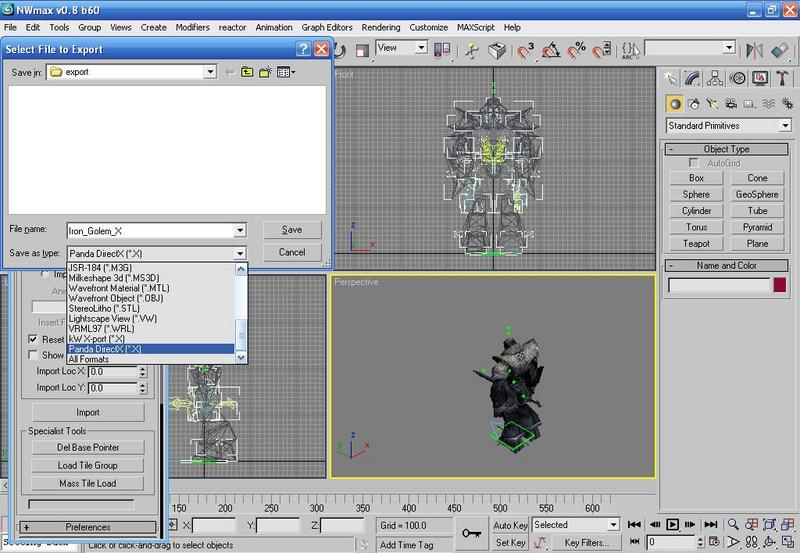 NWmax v0.8 b60
File Edit Tools Group Views Create Modifiers reactor Animation Graph Editors Rendering Customize MAXScript Help
Select File to Export
View
Save in: export
Front
Standard Primitives
- Object Type
AutoGrid
Box Cone
Sphere GeoSphere
Cylinder Tube
Torus Pyramid
Teapot Plane
- Name and Color
File name: Iron_Golem_X Save
Save as type: Panda DirectX (*.X) Cancel
JSR-184 (*.M3G)
Milkeshape 3d (*.MS3D)
Wavefront Material (*.MTL)
Wavefront Object (*.OBJ)
StereoLitho (*.STL)
Lightscape View (*.VW)
VRML97 (*.WRL)
kW X-port (*.X)
Panda DirectX (*.X)
All Formats
z
x
Perspective
Insert F
Reset
Show
Import Loc X: 0.0
Import Loc Y: 0.0
Import
Specialist Tools
Del Base Pointer
Load Tile Group
Mass Tile Load
+ Preferences
z
y x
150 200 250 300 350 400 450 500 550 600
X: Y: Z: Grid = 100.0
Auto Key Selected
Click or click-and-drag to select objects
Add Time Tag
Set Key Key Filters...
0